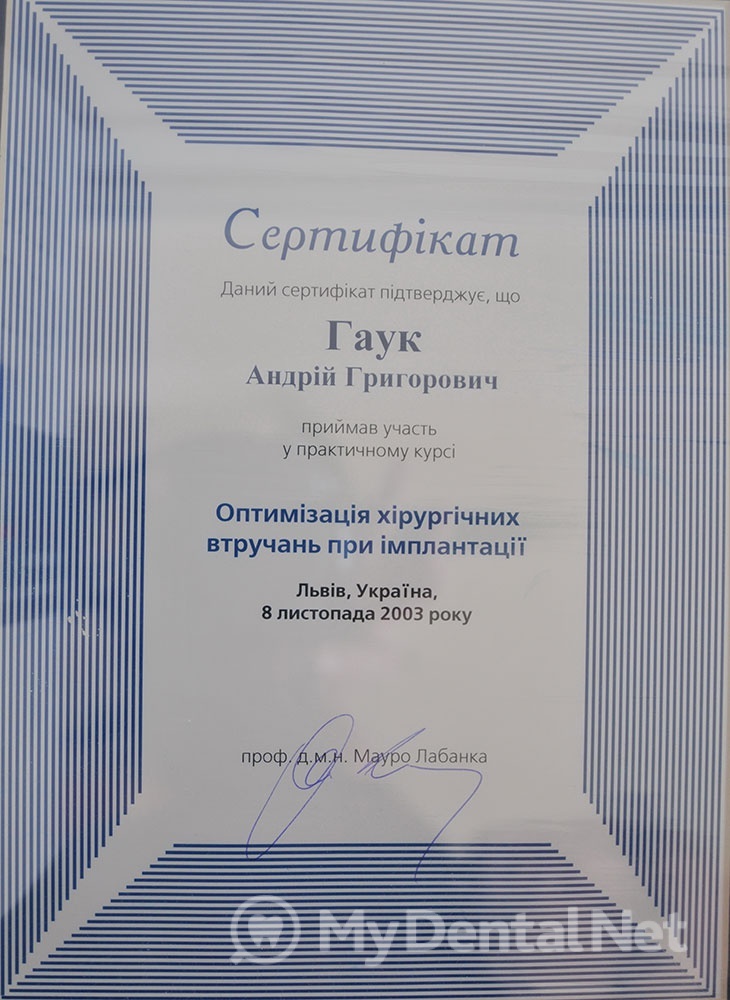 Сертифікат
Даний сертифікат підтверджує, що
Гаук
Андрій Григорович
приймав участь
у практичному курсі
Оптимізація хірургічних
втручань при імплантації
Львів, Україна,
8 листопада 2003 року
проф. д.м.н. Мауро Лабанка
MyDentalNet